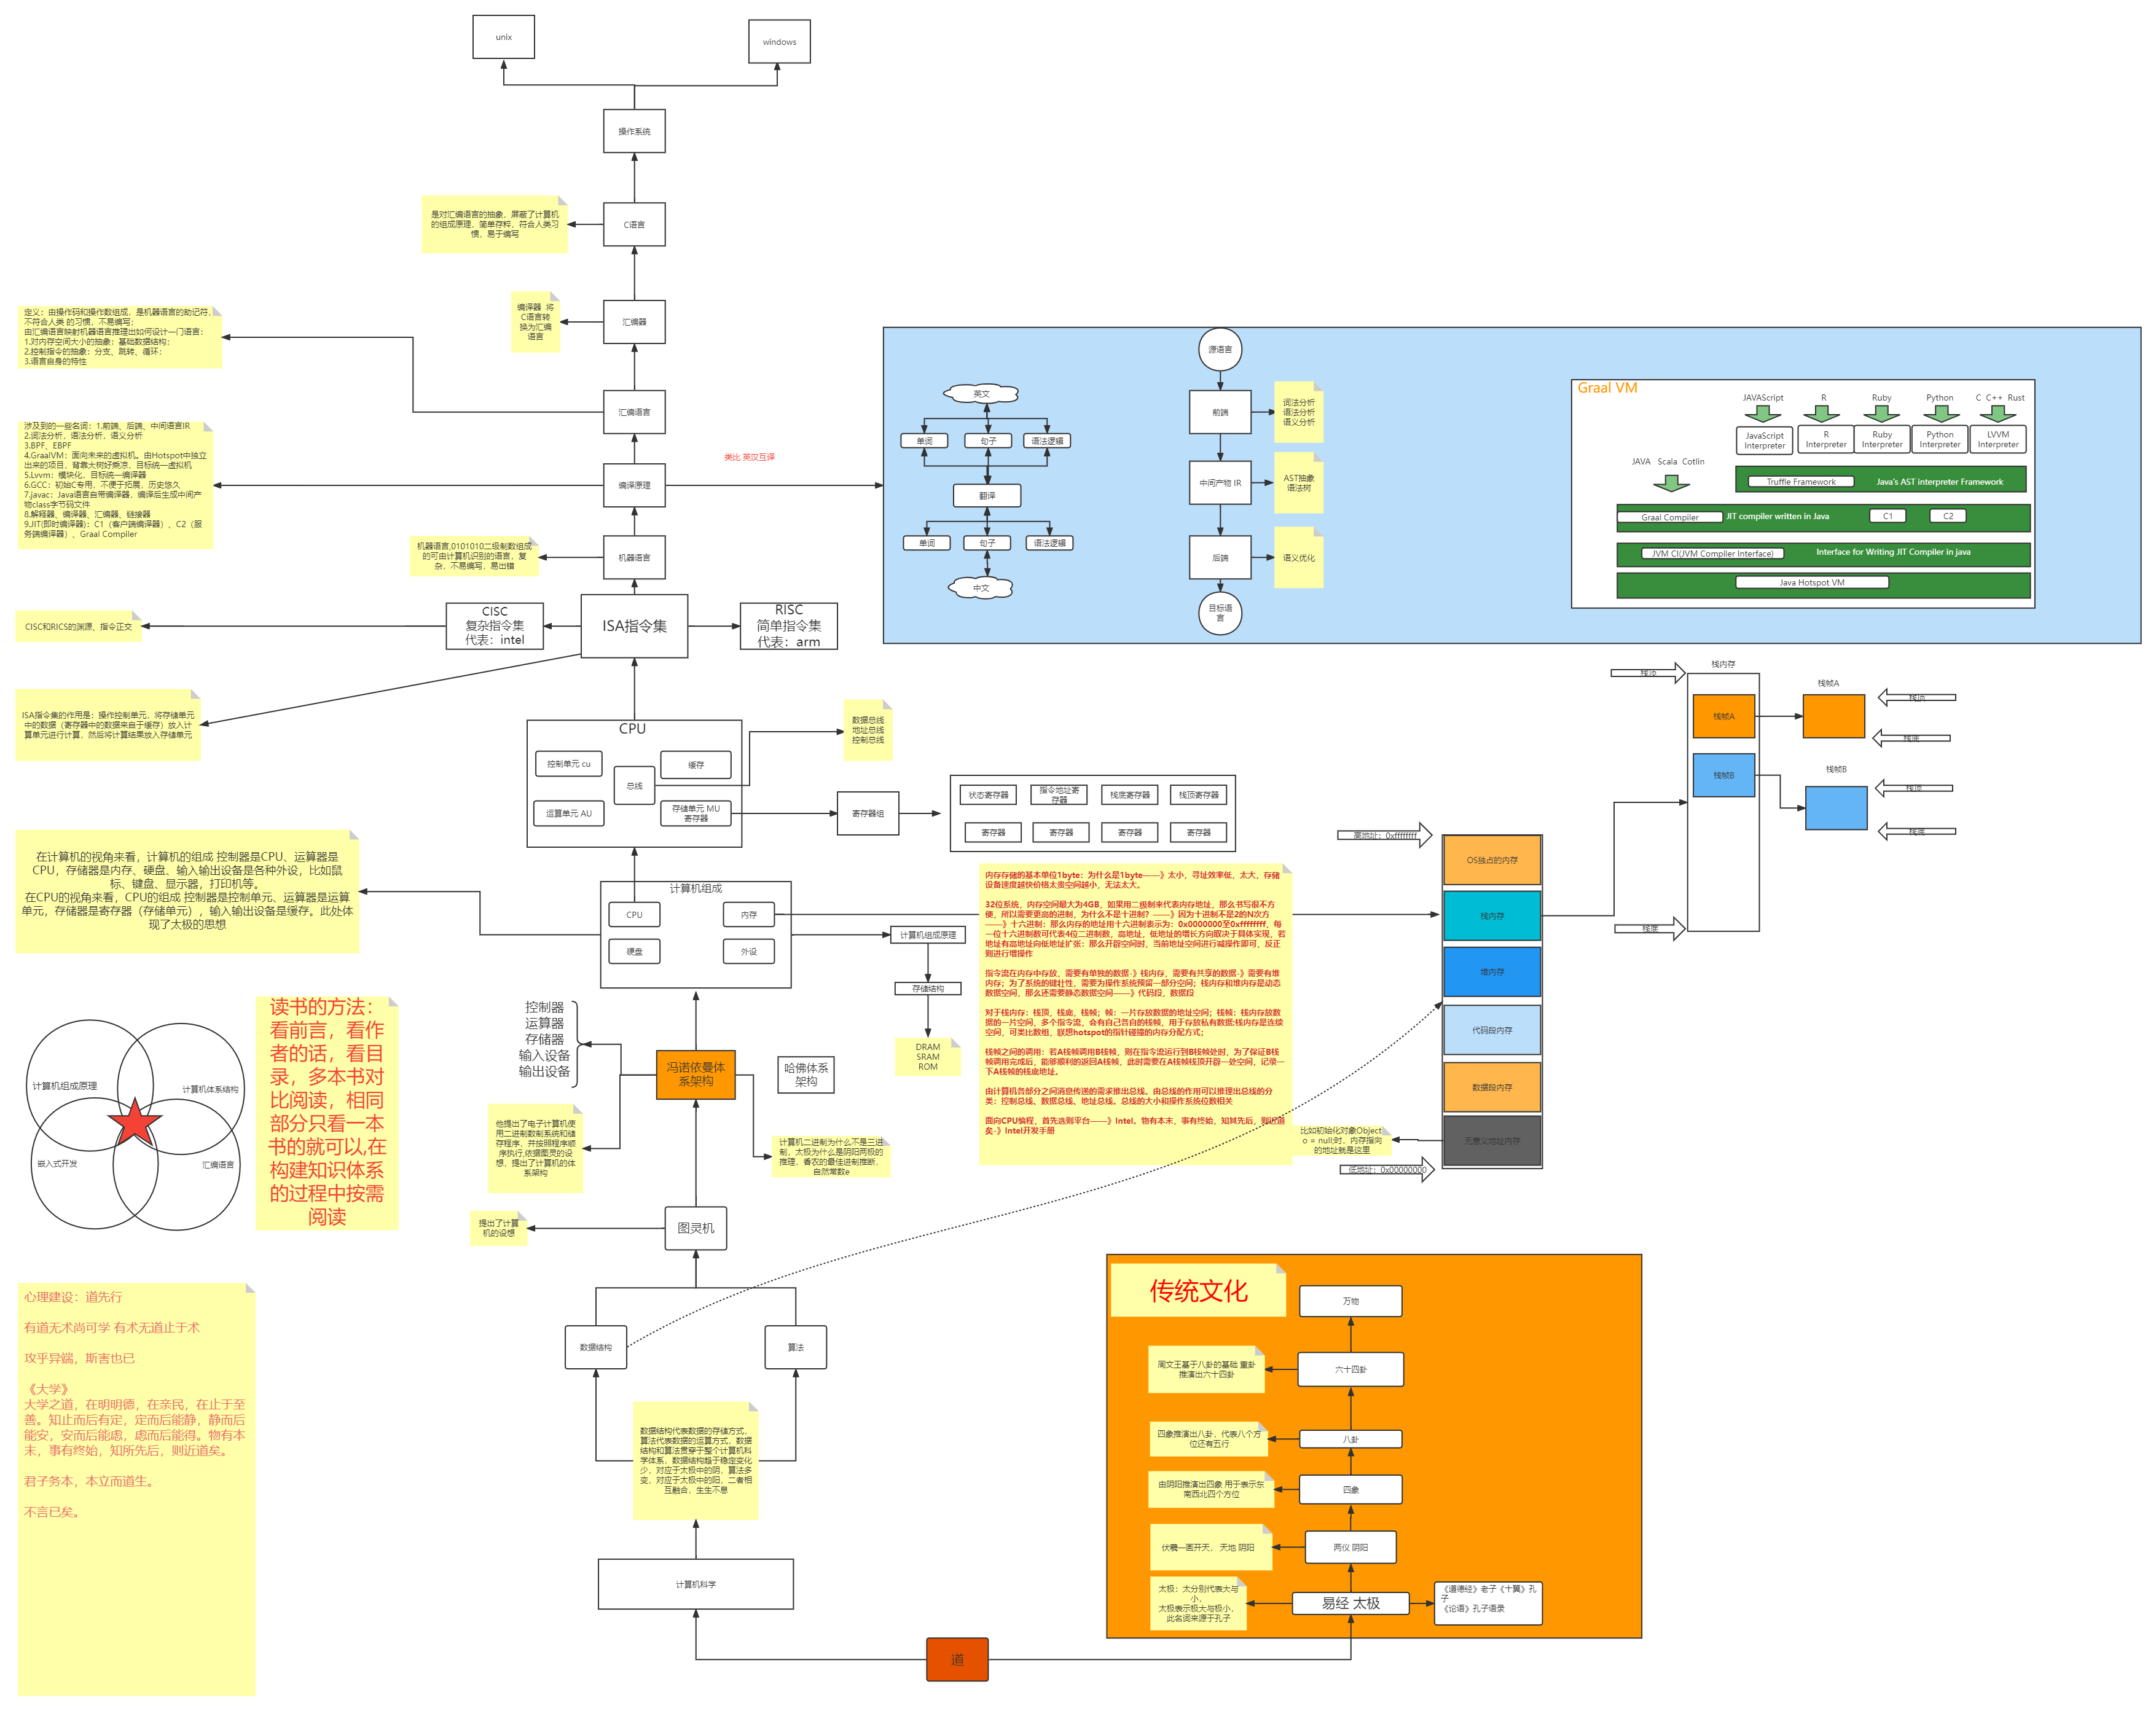 unix
windows
操作系统
是对汇编语言的抽象，屏蔽了计算机
的组成原理，简单存粹，符合人类习
惯，易于编写
C语言
编译器 将
C语言转
换为汇编
语言
汇编器
定义：由操作码和操作数组成，是机器语言的助记符，
不符合人类 的习惯，不易编写；
由汇编语言映射机器语言推理出如何设计一门语言：
1.对内存空间大小的抽象：基础数据结构；
2.控制指令的抽象：分支、跳转、循环；
3.语言自身的特性
汇编语言
涉及到的一些名词：1.前端、后端、中间语言IR
2.词法分析，语法分析，语义分析
3.BPF、EBPF
4.GraalVM：面向未来的虚拟机。由Hotspot中独立
出来的项目，背靠大树好乘凉，目标统一虚拟机
5.Lvvm：模块化，目标统一编译器
6.GCC：初始C专用，不便于拓展，历史悠久
7.javac：Java语言自带编译器，编译后生成中间产
物class字节码文件
8.解释器、编译器、汇编器、链接器
9.JIT(即时编译器)：C1（客户端编译器）、C2（服
务端编译器）、Graal Compiler
编译原理
类比 英汉互译
机器语言,0101010二级制数组成
的可由计算机识别的语言，复
杂，不易编写，易出错
机器语言
英文
单词
句子
语法逻辑
翻译
单词
句子
语法逻辑
中文
源语言
前端
词法分析
语法分析
语义分析
中间产物 IR
AST抽象
语法树
后端
语义优化
目标语
言
Graal VM
JAVAScript
R
Ruby
Python
C C++ Rust
JavaScript
Interpreter
R
Interpreter
Ruby
Interpreter
Python
Interpreter
LVVM
Interpreter
JAVA Scala Cotlin
Truffle Framework
Java's AST interpreter Framework
Graal Compiler
JIT compiler written in Java
C1
C2
JVM CI(JVM Compiler Interface)
Interface for Writing JIT Compiler in java
Java Hotspot VM
CISC和RICS的渊源、指令正交
CISC
复杂指令集
代表：intel
ISA指令集
RISC
简单指令集
代表：arm
ISA指令集的作用是：操作控制单元，将存储单元
中的数据（寄存器中的数据来自于缓存）放入计
算单元进行计算，然后将计算结果放入存储单元
CPU
控制单元 cu
缓存
总线
运算单元 AU
存储单元 MU
寄存器
数据总线
地址总线
控制总线
寄存器组
状态寄存器
指令地址寄
存器
栈底寄存器
栈顶寄存器
寄存器
寄存器
寄存器
寄存器
栈内存
栈顶
栈帧A
栈帧B
栈底
栈帧A
栈顶
栈底
栈帧B
栈顶
栈底
在计算机的视角来看，计算机的组成 控制器是CPU、运算器是
CPU，存储器是内存、硬盘、输入输出设备是各种外设，比如鼠
标、键盘、显示器，打印机等。
在CPU的视角来看，CPU的组成 控制器是控制单元、运算器是运算
单元，存储器是寄存器（存储单元），输入输出设备是缓存。此处体
现了太极的思想
计算机组成
CPU
内存
硬盘
外设
计算机组成原理
存储结构
DRAM
SRAM
ROM
内存存储的基本单位1byte：为什么是1byte——》太小，寻址效率低，太大，存储
设备速度越快价格太贵空间越小，无法太大。
32位系统，内存空间最大为4GB，如果用二级制来代表内存地址，那么书写很不方
便，所以需要更高的进制，为什么不是十进制？——》因为十进制不是2的N次方
——》十六进制：那么内存的地址用十六进制表示为：0x0000000至0xffffffff，每
一位十六进制数可代表4位二进制数，高地址，低地址的增长方向取决于具体实现，若
地址有高地址向低地址扩张：那么开辟空间时，当前地址空间进行减操作即可，反正
则进行增操作
指令流在内存中存放，需要有单独的数据-》栈内存，需要有共享的数据-》需要有堆
内存；为了系统的键壮性，需要为操作系统预留一部分空间；栈内存和堆内存是动态
数据空间，那么还需静态数据空间——》代码段，数据段
对于栈内存：栈顶，栈底，栈帧；帧：一片存放数据的地址空间；栈帧：栈内存放数
据的一片空间，多个指令流，会有自己各自的栈帧，用于存放私有数据;栈内存是连续
空间，可类比数组，联想hotspot的指针碰撞的内存分配方式；
栈帧之间的调用：若A栈帧调用B栈帧，则在指令流运行到B栈帧处时，为了保证B栈
帧调用完成后，能够顺利的返回A栈帧，此时需要在A栈帧栈顶开辟一处空间，记录一
下A栈帧的栈底地址。
由计算机各部分之间消息传递的需求推出总线。由总线的作用可以推理出总线的分
类：控制总线、数据总线、地址总线。总线的大小和操作系统位数相关
面向CPU编程，首先选则平台——》Intel。物有本末，事有终始，知其先后，则近道
矣-》Intel开发手册
高地址：0xffffffff
OS独占的内存
栈内存
堆内存
代码段内存
数据段内存
无意义地址内存
比如初始化对象Object
o = null;时，内存指向
的地址就是这里
低地址：0x00000000
计算机组成原理
计算机体系结构
嵌入式开发
汇编语言
读书的方法：
看前言，看作
者的话，看目
录，多本书对
比阅读，相同
部分只看一本
书的就可以,在
构建知识体系
的过程中按需
阅读
控制器
运算器
存储器
输入设备
输出设备
冯诺依曼体
系架构
哈佛体系
架构
他提出了电子计算机使
用二进制数制系统和储
存程序，并按照程序顺
序执行,依据图灵的设
想，提出了计算机的体
系架构
计算机二进制为什么不是三进
制，太极为什么是阴阳两极的
推理，香农的最佳进制推断，
自然常数e
提出了计算
机的设想
图灵机
数据结构
算法
数据结构代表数据的存储方式，
算法代表数据的运算方式，数据
结构和算法贯穿于整个计算机科
学体系，数据结构趋于稳定变化
少，对应于太极中的阴，算法多
变，对应于太极中的阳，二者相
互融合，生生不息
计算机科学
心理建设：道先行
有道无术尚可学 有术无道止于术
攻乎异端，斯害也已
《大学》
大学之道，在明明德，在亲民，在止于至
善。知止而后有定，定而后能静，静而后
能安，安而后能虑，虑而后能得。物有本
末，事有终始，知所先后，则近道矣。
君子务本，本立而道生。
不言已矣。
传统文化
万物
周文王基于八卦的基础 重卦
推演出六十四卦
六十四卦
四象推演出八卦，代表八个方
位还有五行
八卦
由阴阳推演出四象 用于表示东
南西北四个方位
四象
伏羲一画开天， 天地 阴阳
两仪 阴阳
太极：太分别代表大与
小，
太极表示极大与极小，
此名词来源于孔子
易经 太极
《道德经》老子《十翼》孔
子
《论语》孔子语录
道